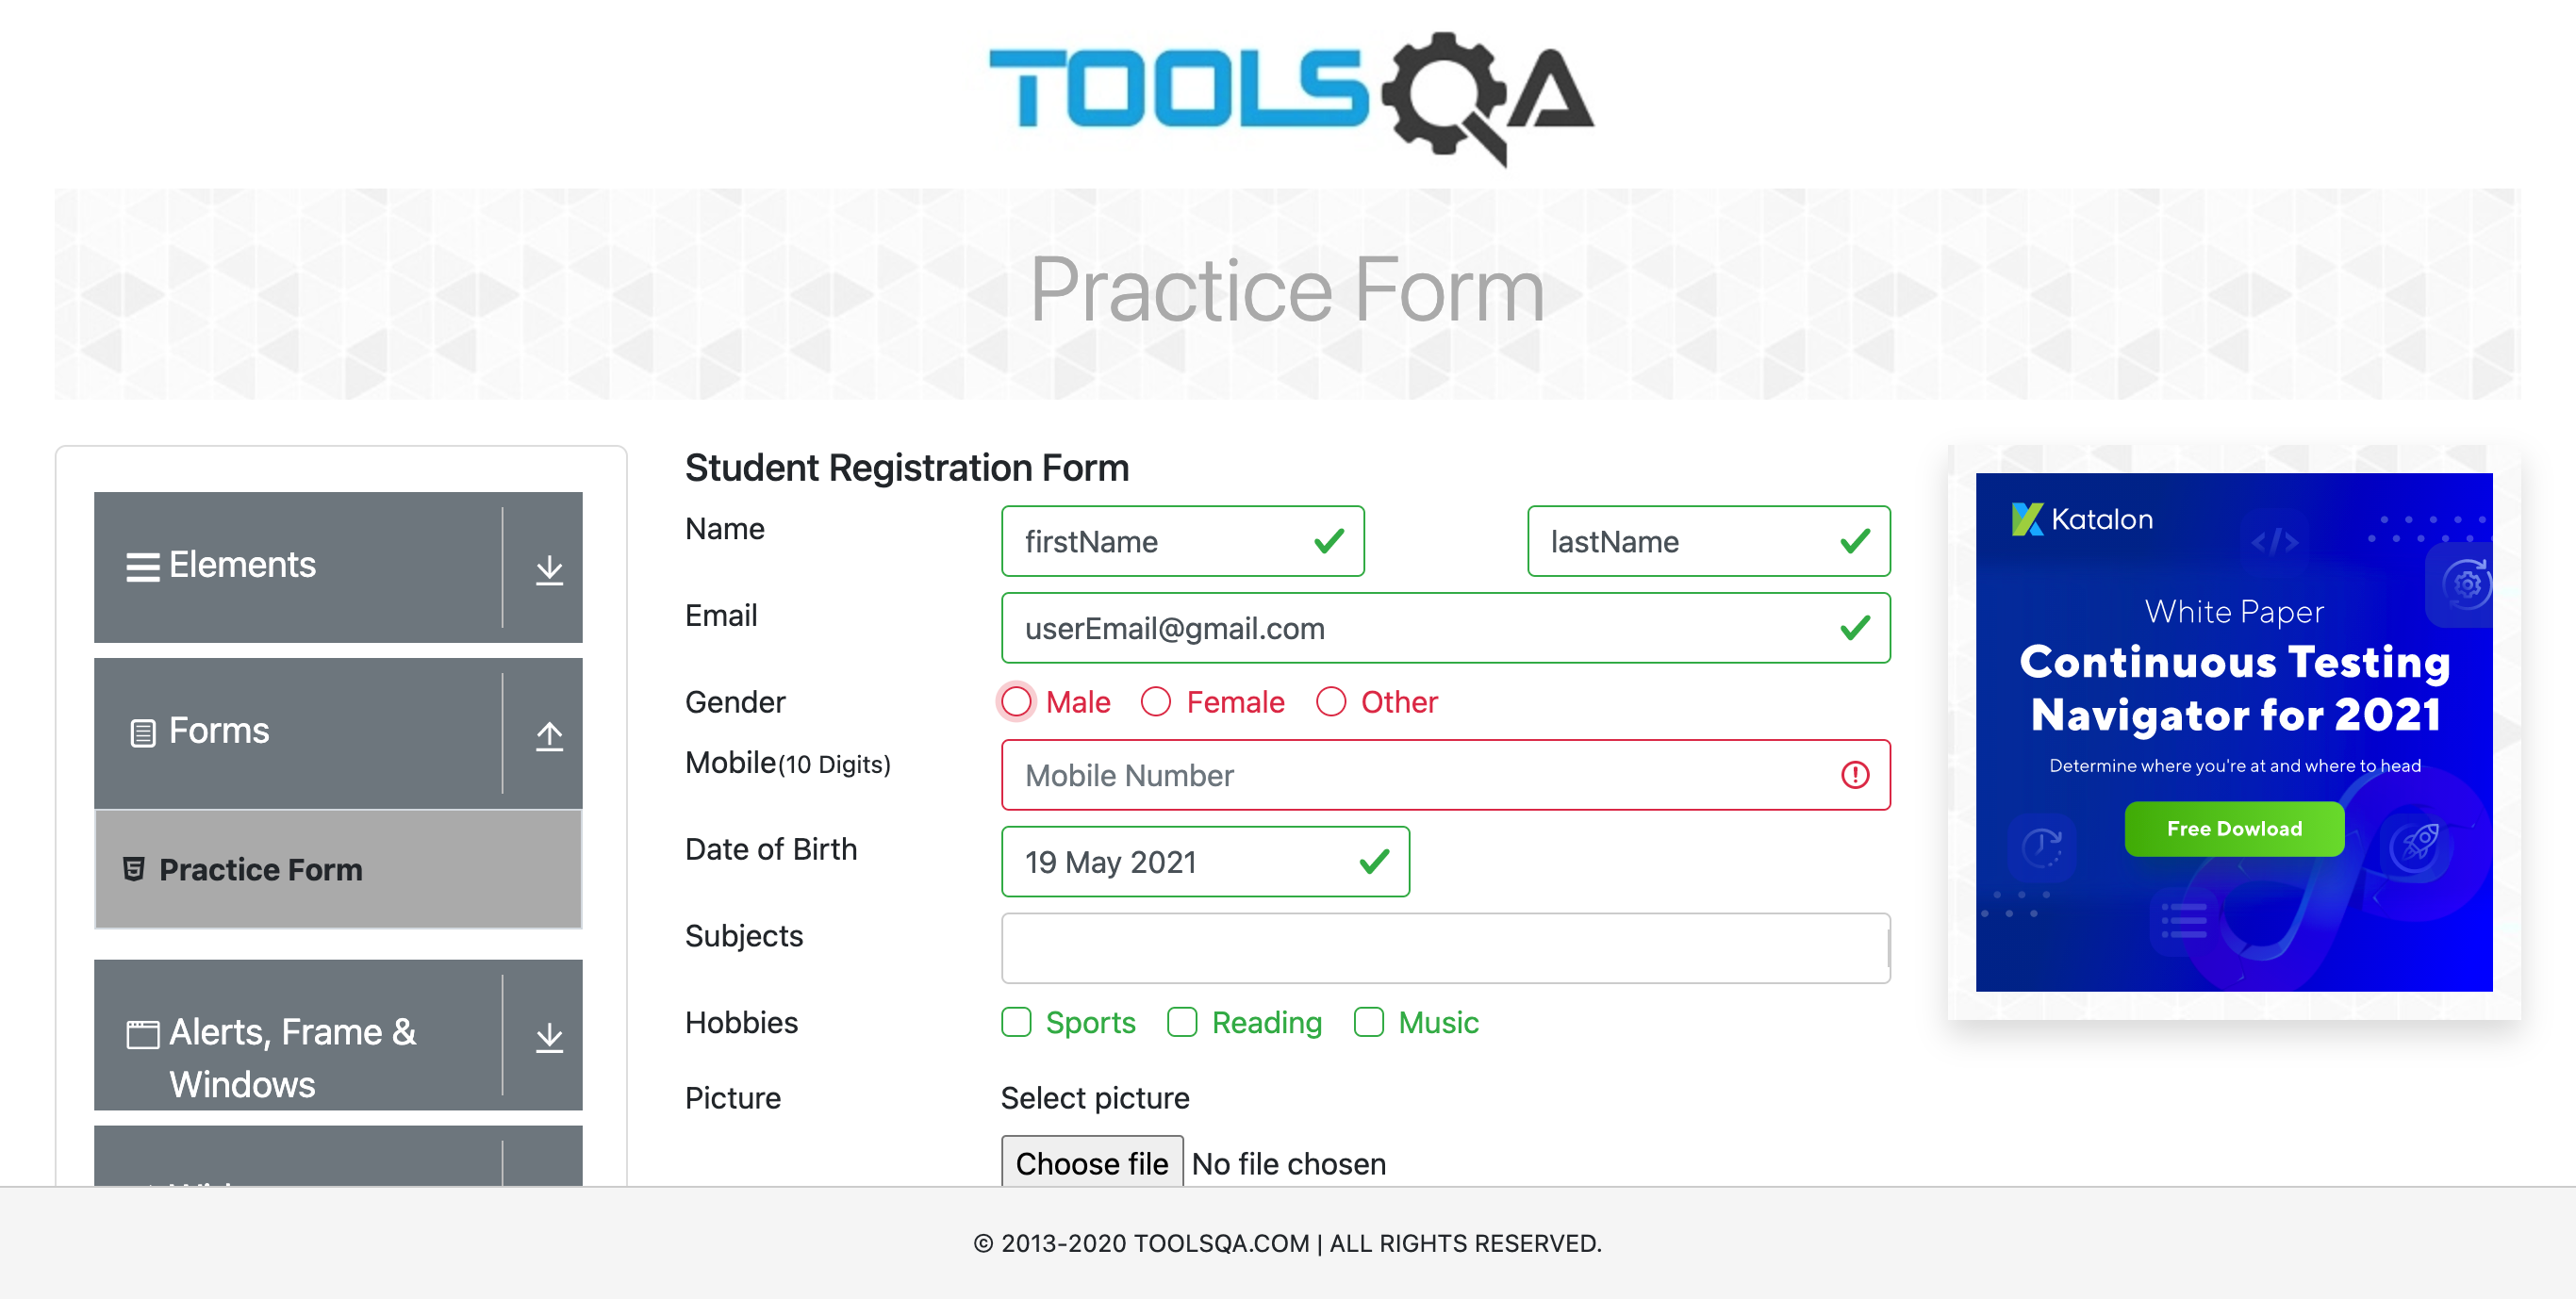 TOOLSQA
Practice Form
Elements
Forms
Practice Form
Alerts, Frame &
Windows
Student Registration Form
Name
firstName
lastName
Email
userEmail@gmail.com
Gender
Male
Female
Other
Mobile(10 Digits)
Mobile Number
Date of Birth
19 May 2021
Subjects
Hobbies
Sports
Reading
Music
Picture
Select picture
Choose file
No file chosen
Katalon
White Paper
Continuous Testing
Navigator for 2021
Determine where you're at and where to head
Free Dowload
© 2013-2020 TOOLSQA.COM | ALL RIGHTS RESERVED.